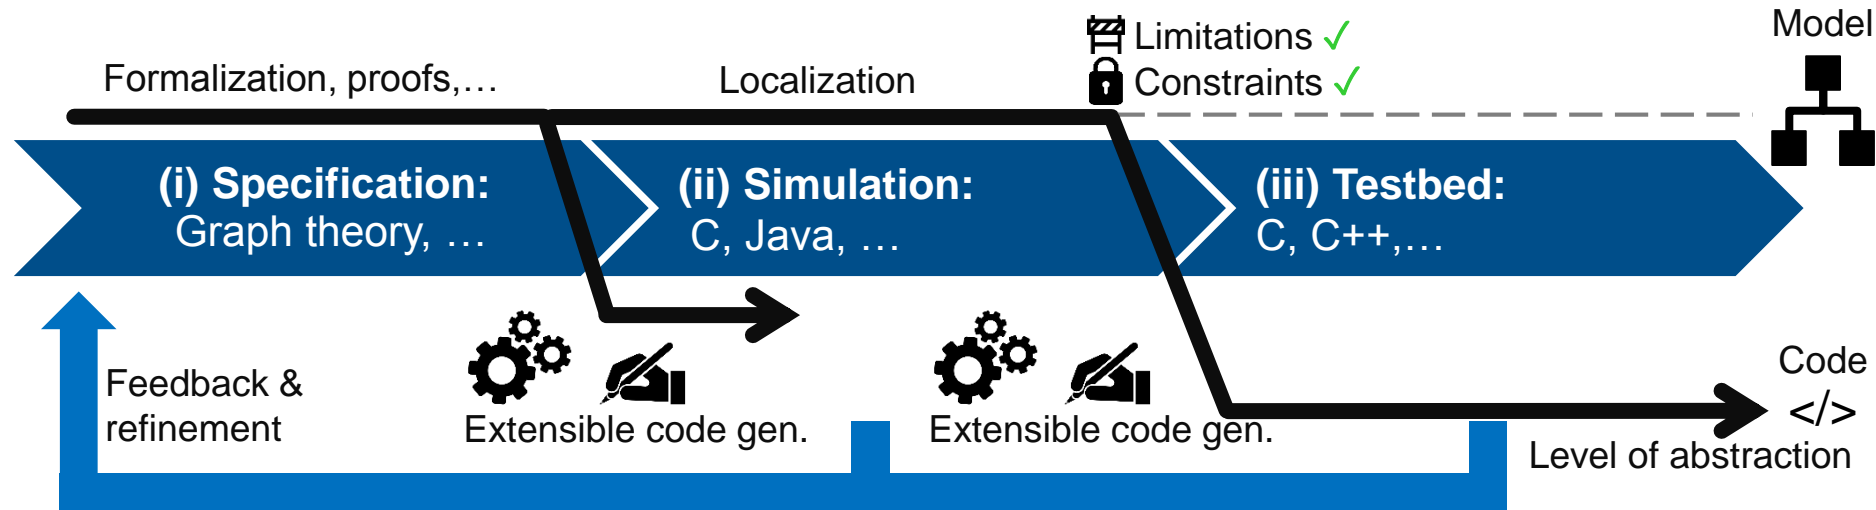 Model
Limitations ✓
Formalization, proofs,…
Localization
Constraints ✓
(i) Specification:
Graph theory, …
(ii) Simulation:
C, Java, …
(iii) Testbed:
C, C++,…
Feedback &
refinement
Extensible code gen.
Extensible code gen.
Code
</>
Level of abstraction